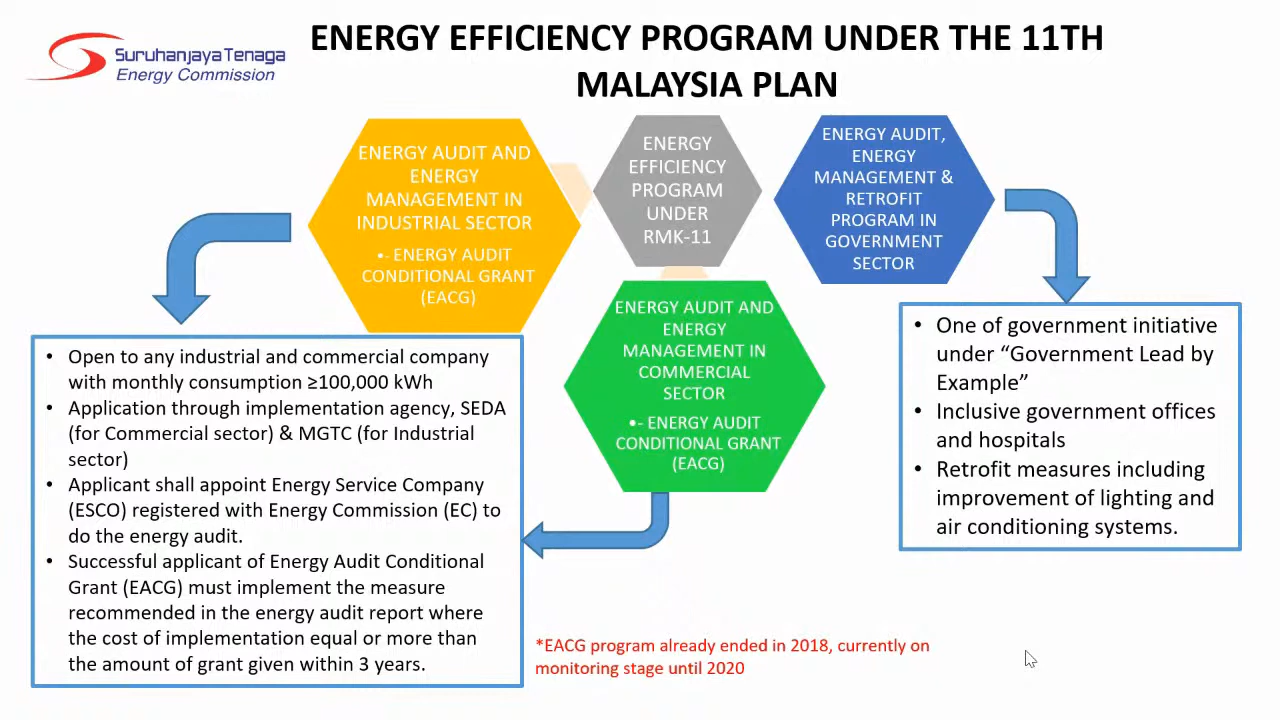 Suruhanjaya Tenaga
Energy Commission
ENERGY EFFICIENCY PROGRAM UNDER THE 11TH
MALAYSIA PLAN
ENERGY AUDIT AND
ENERGY
MANAGEMENT IN
INDUSTRIAL SECTOR
•- ENERGY AUDIT
CONDITIONAL GRANT
(EACG)
ENERGY
EFFICIENCY
PROGRAM
UNDER
RMK-11
ENERGY AUDIT,
ENERGY
MANAGEMENT &
RETROFIT
PROGRAM IN
GOVERNMENT
SECTOR
ENERGY AUDIT AND
ENERGY
MANAGEMENT IN
COMMERCIAL
SECTOR
•- ENERGY AUDIT
CONDITIONAL GRANT
(EACG)
• Open to any industrial and commercial company
with monthly consumption ≥100,000 kWh
• Application through implementation agency, SEDA
(for Commercial sector) & MGTC (for Industrial
sector)
• Applicant shall appoint Energy Service Company
(ESCO) registered with Energy Commission (EC) to
do the energy audit.
• Successful applicant of Energy Audit Conditional
Grant (EACG) must implement the measure
recommended in the energy audit report where
the cost of implementation equal or more than
the amount of grant given within 3 years.
• One of government initiative
under “Government Lead by
Example”
• Inclusive government offices
and hospitals
• Retrofit measures including
improvement of lighting and
air conditioning systems.
*EACG program already ended in 2018, currently on
monitoring stage until 2020